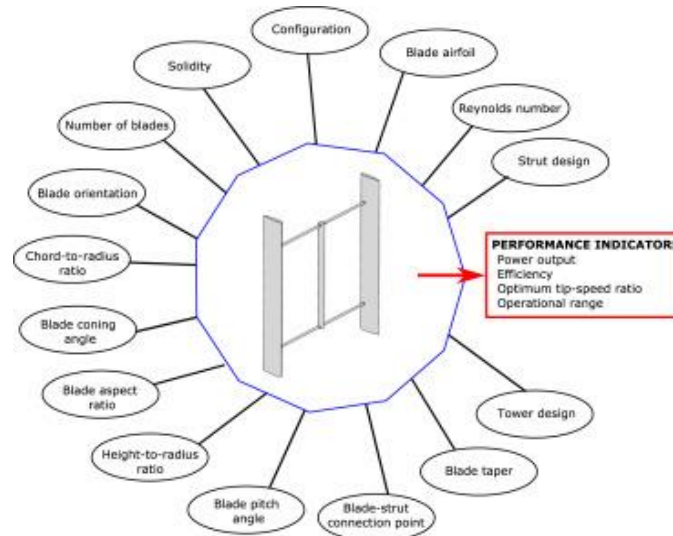 Configuration
Blade airfoil
Solidity
Reynolds number
Number of blades
Strut design
Blade orientation
Chord-to-radius
ratio
PERFORMANCE INDICATORS
Power output
Efficiency
Optimum tip-speed ratio
Operational range
Blade coning
angle
Blade aspect
ratio
Tower design
Height-to-radius
ratio
Blade taper
Blade pitch
angle
Blade-strut
connection point